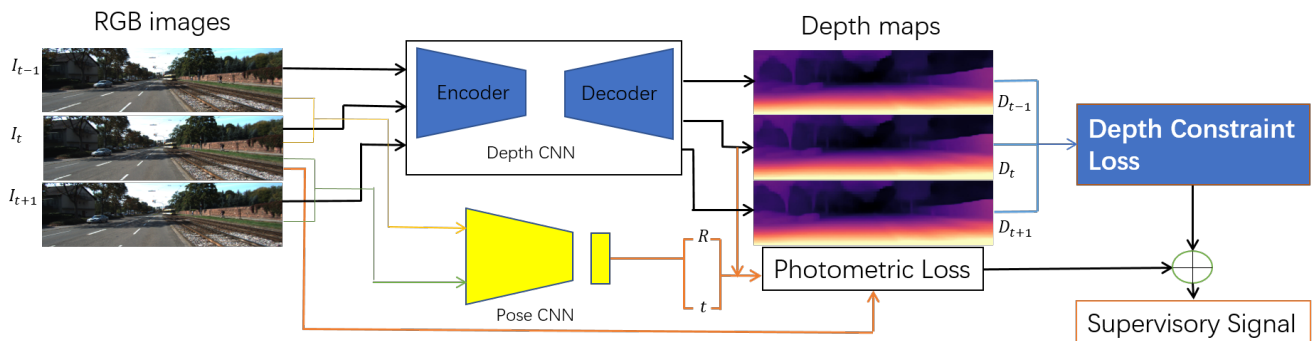 RGB images
Depth maps
I_{t-1}
I_t
I_{t+1}
Encoder
Decoder
Depth CNN
D_{t-1}
D_t
D_{t+1}
Depth Constraint
Loss
R
t
Pose CNN
Photometric Loss
Supervisory Signal